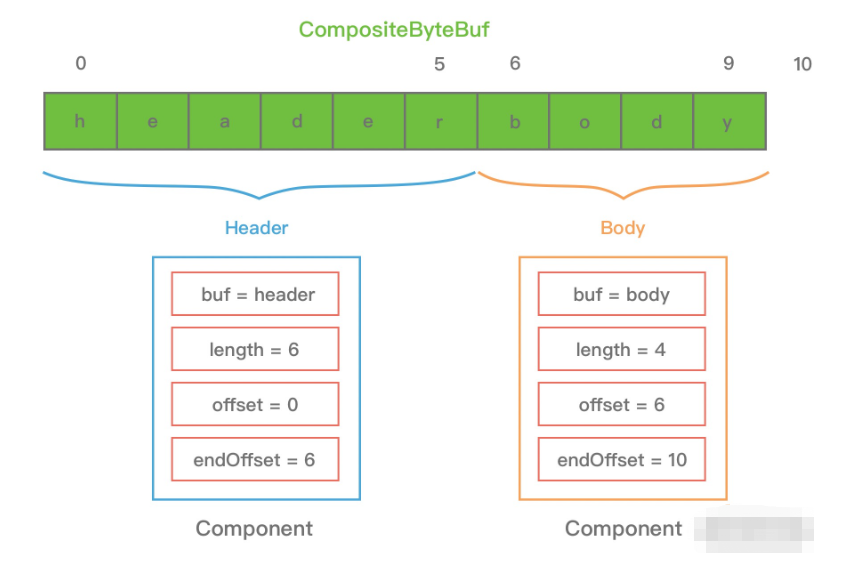 CompositeByteBuf
0 5 6 9 10
h e a d e r b o d y
Header Body
buf = header buf = body
length = 6 length = 4
offset = 0 offset = 6
endOffset = 6 endOffset = 10
Component Component